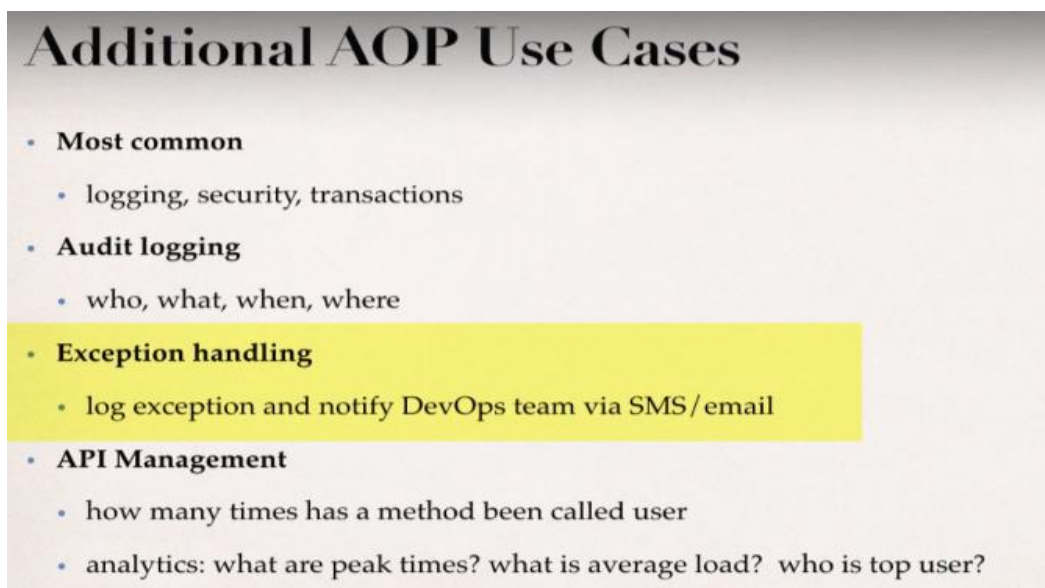 Additional AOP Use Cases
• Most common
• logging, security, transactions
• Audit logging
• who, what, when, where
• Exception handling
• log exception and notify DevOps team via SMS/email
• API Management
• how many times has a method been called user
• analytics: what are peak times? what is average load? who is top user?